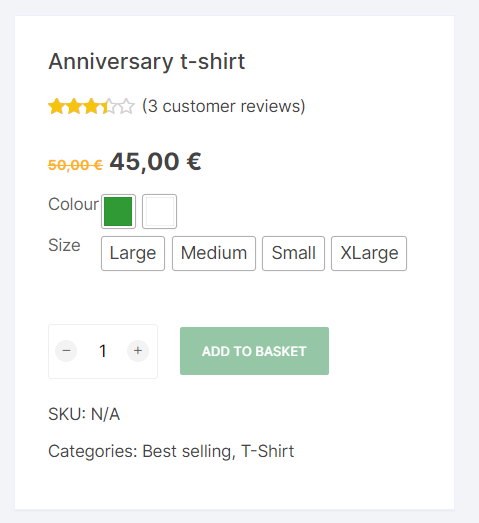 Anniversary t-shirt
(3 customer reviews)
50,00 € 45,00 €
Colour
Size Large Medium Small XLarge
− 1 + ADD TO BASKET
SKU: N/A
Categories: Best selling, T-Shirt